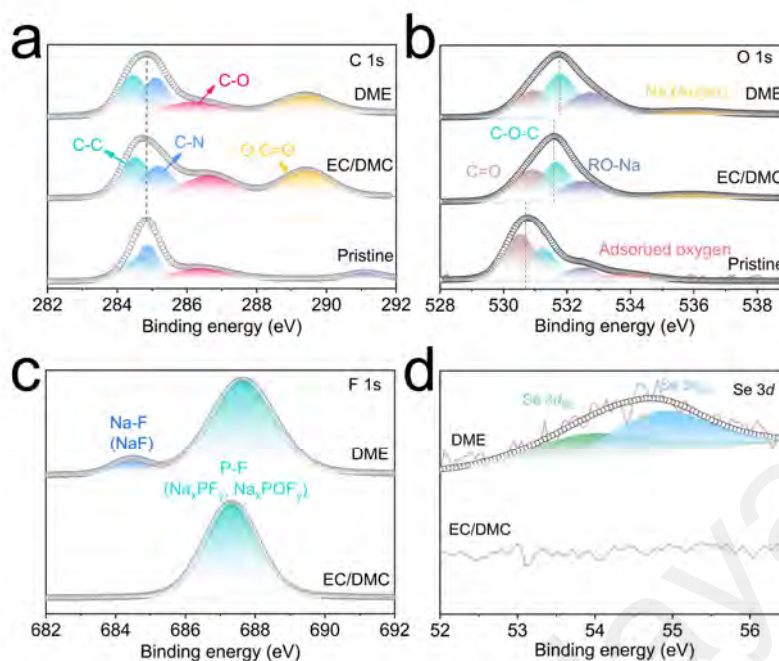 a
C 1s
C-O
DME
C-C
C-N
O-C=O
EC/DMC
Pristine
282 284 286 288 290 292
Binding energy (eV)
b
O 1s
DME
C-O-C
C=O
RO-Na
EC/DMC
Adsorbed oxygen
Pristine
528 530 532 534 536 538
Binding energy (eV)
c
F 1s
Na-F
(NaF)
DME
P-F
(NaxPFy, NaxPOFy)
EC/DMC
682 684 686 688 690 692
Binding energy (eV)
d
Se 3d
Se 3d
DME
EC/DMC
52 53 54 55 56
Binding energy (eV)